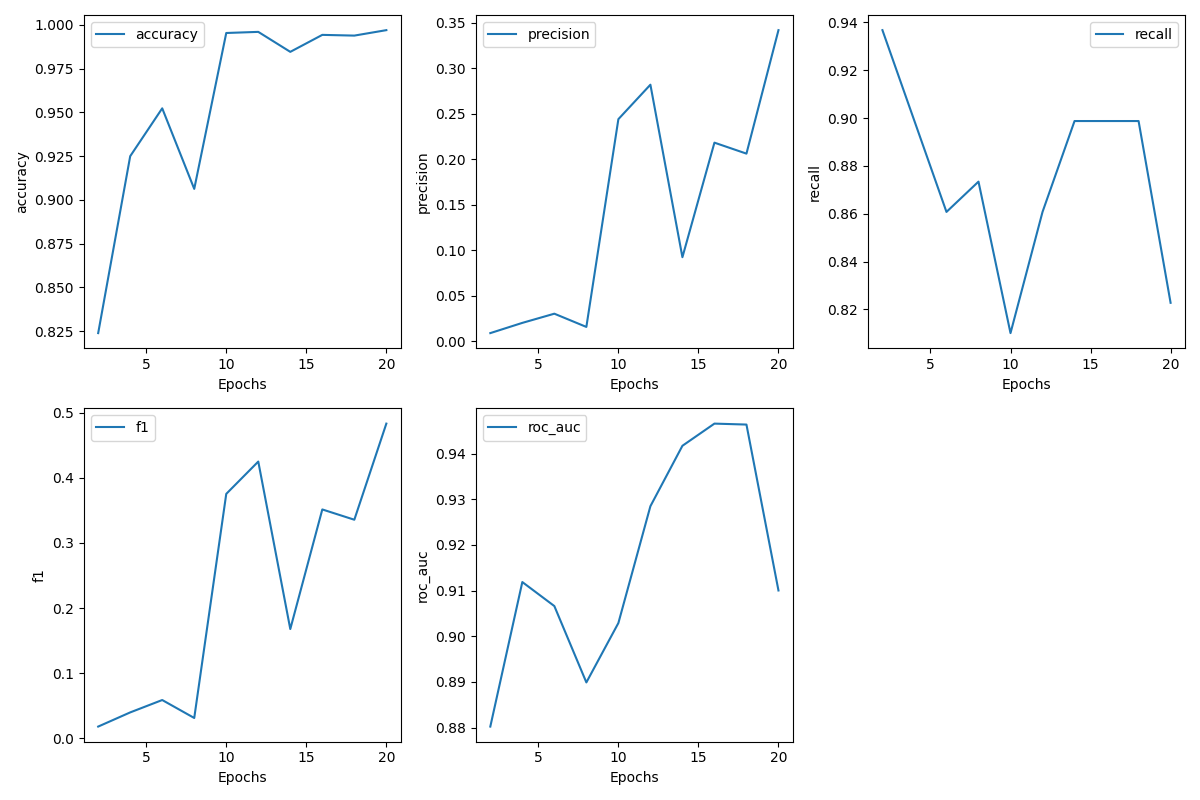 accuracy
1.000
0.975
0.950
0.925
0.900
0.875
0.850
0.825
accuracy
5 10 15 20
Epochs
precision
0.35
0.30
0.25
0.20
0.15
0.10
0.05
0.00
precision
5 10 15 20
Epochs
recall
0.94
0.92
0.90
0.88
0.86
0.84
0.82
recall
5 10 15 20
Epochs
f1
0.5
0.4
0.3
0.2
0.1
0.0
f1
5 10 15 20
Epochs
roc_auc
0.94
0.93
0.92
0.91
0.90
0.89
0.88
roc_auc
5 10 15 20
Epochs